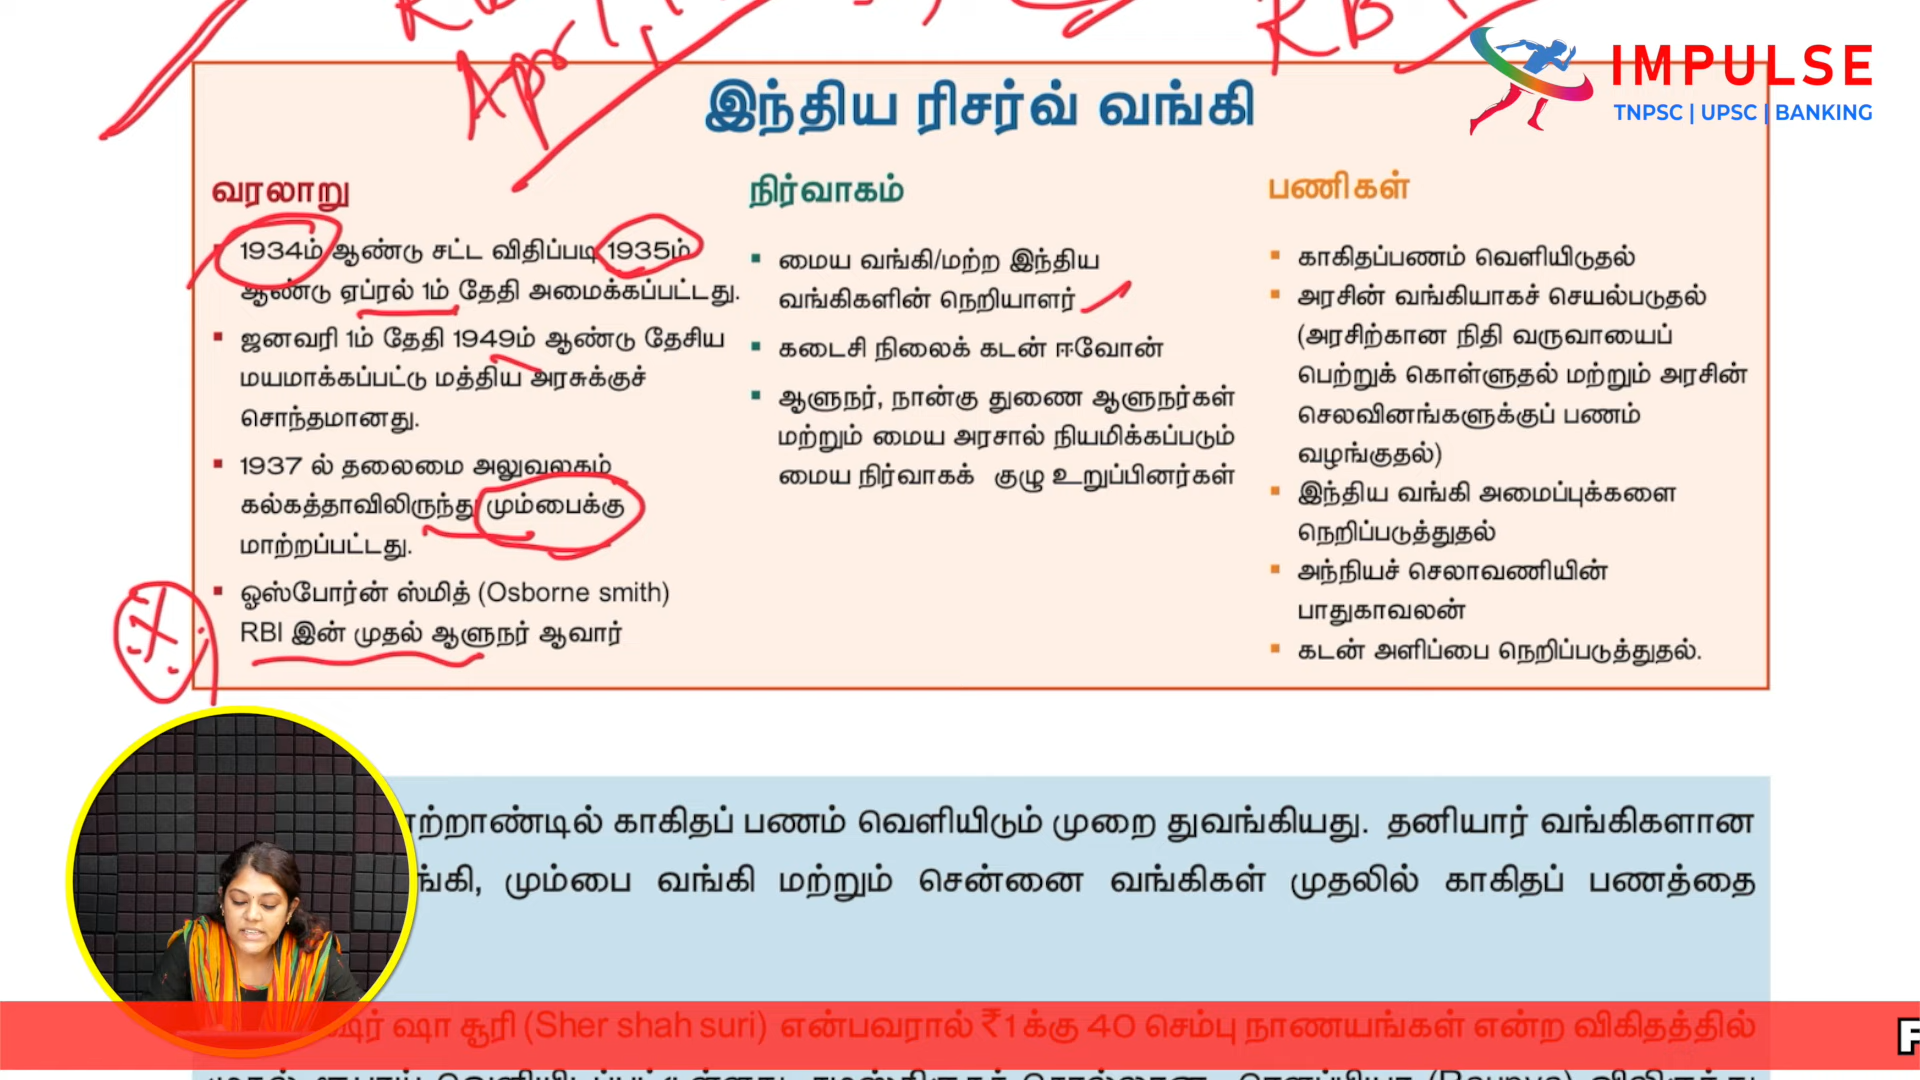 RB
RB
April
IMPULSE
TNPSC | UPSC | BANKING
இந்திய ரிசர்வ் வங்கி
வரலாறு
1934ம் ஆண்டு சட்ட விதிப்படி 1935ம்
ஆண்டு ஏப்ரல் 1ம் தேதி அமைக்கப்பட்டது.
ஜனவரி 1ம் தேதி 1949ம் ஆண்டு தேசிய
மயமாக்கப்பட்டு மத்திய அரசுக்குச்
சொந்தமானது.
1937 ல் தலைமை அலுவலகம்
கல்கத்தாவிலிருந்து மும்பைக்கு
மாற்றப்பட்டது.
ஓஸ்போர்ன் ஸ்மித் (Osborne smith)
RBI இன் முதல் ஆளுநர் ஆவார்
நிர்வாகம்
மைய வங்கி/மற்ற இந்திய
வங்கிகளின் நெறியாளர்
கடைசி நிலைக் கடன் ஈவோன்
ஆளுநர், நான்கு துணை ஆளுநர்கள்
மற்றும் மைய அரசால் நியமிக்கப்படும்
மைய நிர்வாகக் குழு உறுப்பினர்கள்
பணிகள்
காகிதப்பணம் வெளியிடுதல்
அரசின் வங்கியாகச் செயல்படுதல்
(அரசிற்கான நிதி வருவாயைப்
பெற்றுக் கொள்ளுதல் மற்றும் அரசின்
செலவினங்களுக்குப் பணம்
வழங்குதல்)
இந்திய வங்கி அமைப்புக்களை
நெறிப்படுத்துதல்
அந்நியச் செலாவணியின்
பாதுகாவலன்
கடன் அளிப்பை நெறிப்படுத்துதல்.
காகிதப் பணம் வெளியிடும் முறை துவங்கியது. தனியார் வங்கிகளான
மும்பை வங்கி மற்றும் சென்னை வங்கிகள் முதலில் காகிதப் பணத்தை
ஷா சூரி (Sher shah suri) என்பவரால் ₹1க்கு 40 செம்பு நாணயங்கள் என்ற விகிதத்தில்